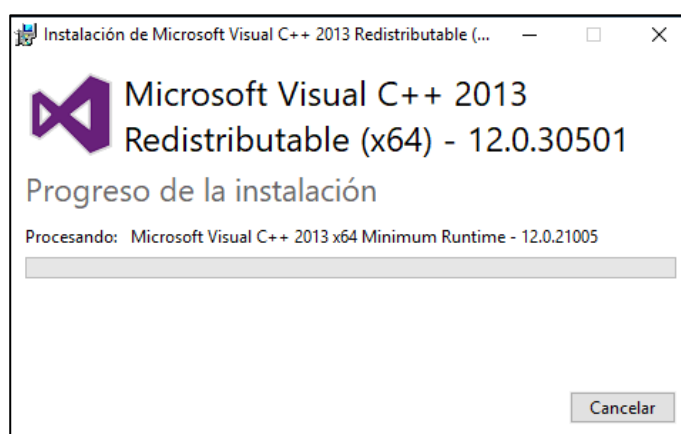 Instalación de Microsoft Visual C++ 2013 Redistributable (...
Microsoft Visual C++ 2013
Redistributable (x64) - 12.0.30501
Progreso de la instalación
Procesando: Microsoft Visual C++ 2013 x64 Minimum Runtime - 12.0.21005
Cancelar